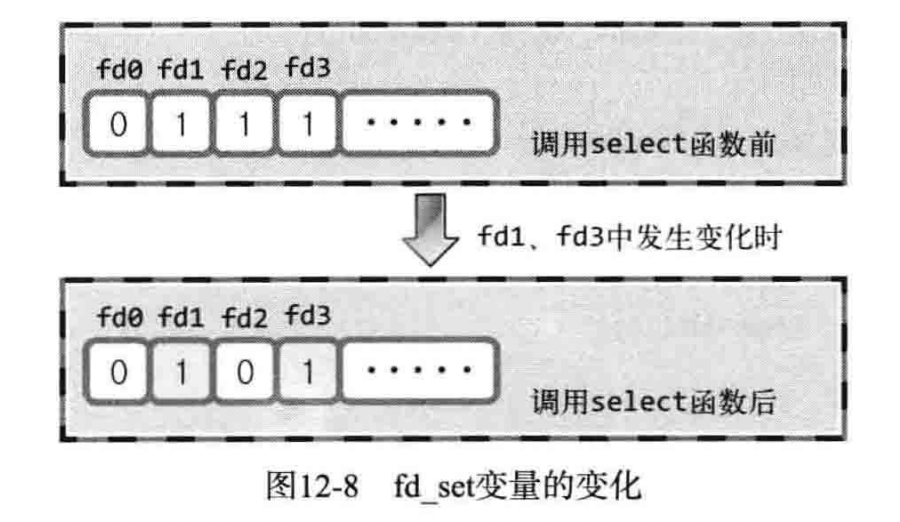 fd0 fd1 fd2 fd3
0 1 1 1 ·····
调用select函数前
fd1、fd3中发生变化时
fd0 fd1 fd2 fd3
0 1 0 1 ·····
调用select函数后
图12-8 fd_set变量的变化